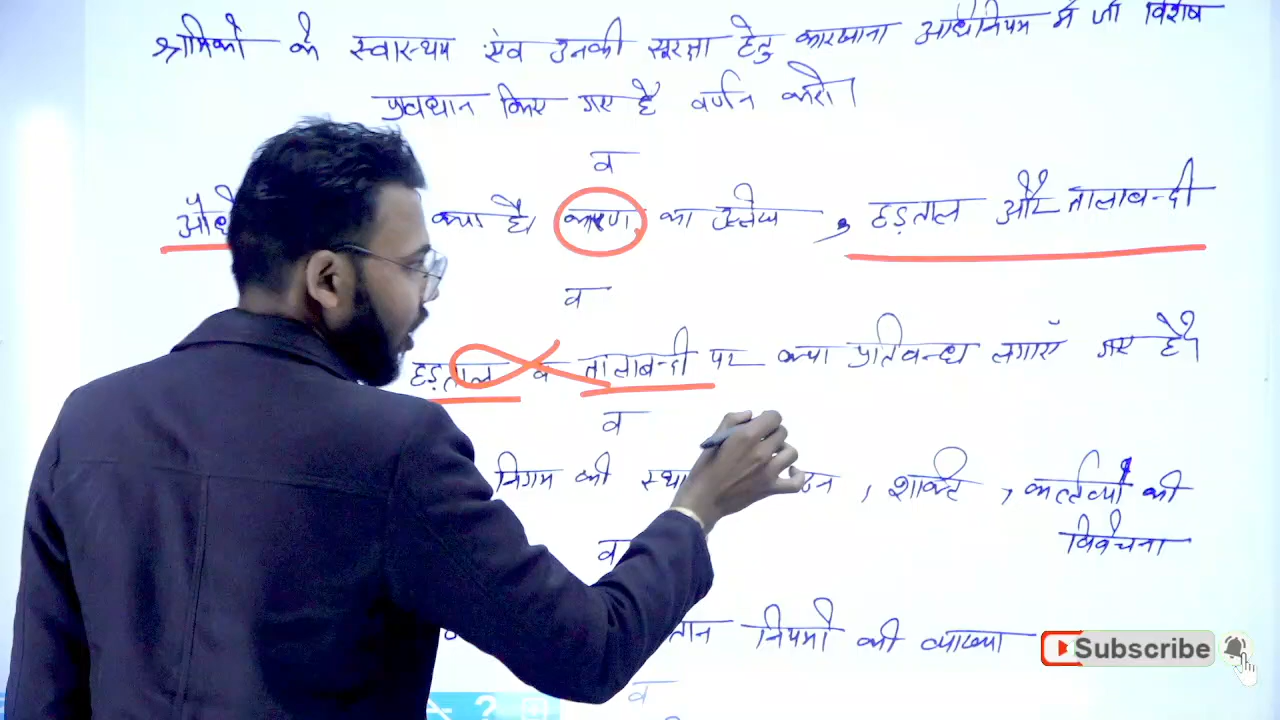 श्रमिकों के स्वास्थय एंव उनकी सूरक्षा हेतु कारखाना अधिनियम में जो विशेष
प्रावधान किए गए है वर्णन करो।
व
क्या है। कारण का उल्लेख , हड़ताल और तालाबन्दी
व
हड़ताल व तालाबन्दी पर क्या प्रतिबन्ध लगाऍ गए है?
व
निगम की , शक्ति , कर्त्तव्यों की
विवेचना
व
नियमों की व्याख्या
Subscribe
व
?